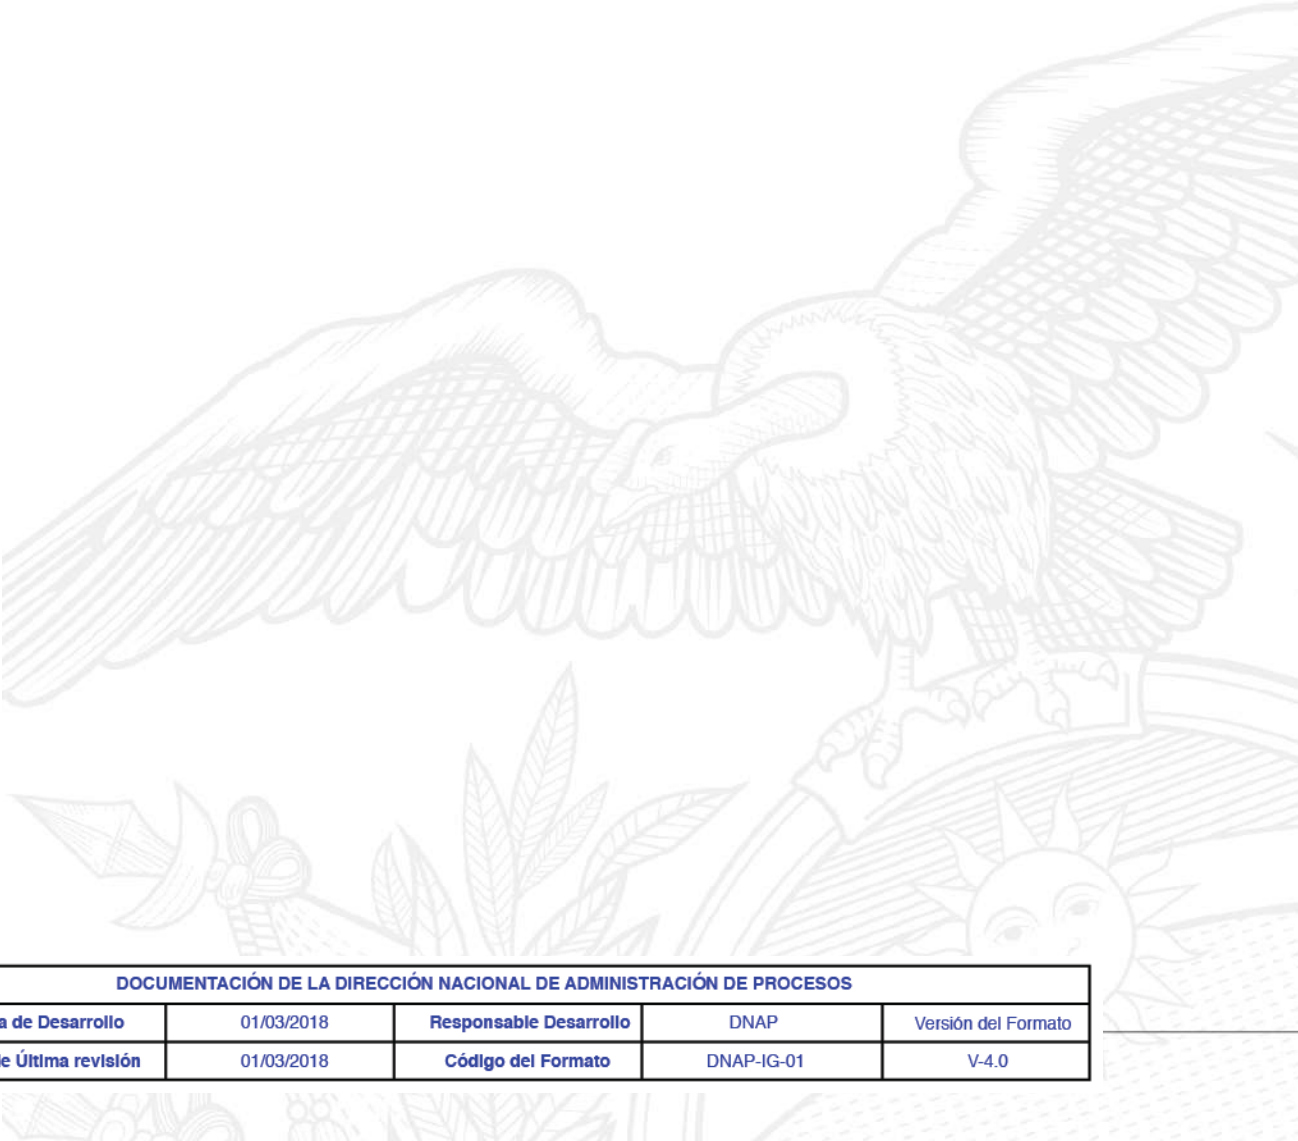 DOCUMENTACIÓN DE LA DIRECCIÓN NACIONAL DE ADMINISTRACIÓN DE PROCESOS
a de Desarrollo 01/03/2018 Responsable Desarrollo DNAP Versión del Formato
de Última revisión 01/03/2018 Código del Formato DNAP-IG-01 V-4.0